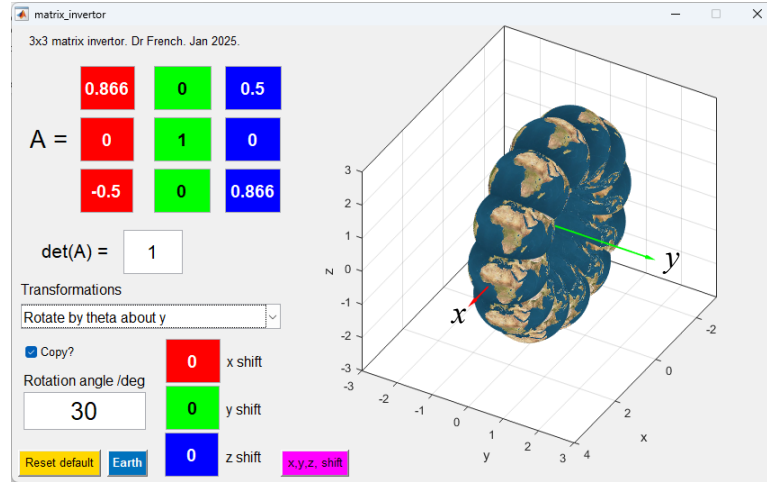 matrix_invertor
3x3 matrix invertor. Dr French. Jan 2025.
A =
0.866 0 0.5
0 1 0
-0.5 0 0.866
det(A) = 1
Transformations
Rotate by theta about y
Copy?
Rotation angle /deg
30
0 x shift
0 y shift
0 z shift
Reset default
Earth
x,y,z, shift
3
2
1
0
-1
-2
-3
z
-3
-2
-1
0
1
2
3
y
4
2
0
-2
x
x
y